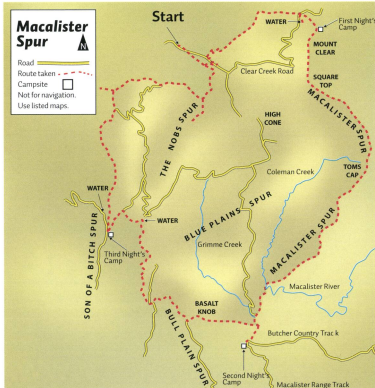 Macalister
Spur
N
Road
Route taken
Campsite
Not for navigation.
Use listed maps.
Start
WATER
First Night's
Camp
MOUNT
CLEAR
Clear Creek Road
SQUARE
TOP
MACALISTER SPUR
THE NOBS SPUR
HIGH
CONE
TOMS
CAP
Coleman Creek
WATER
BLUE PLAINS SPUR
WATER
Grimme Creek
MACALISTER SPUR
SON OF A BITCH SPUR
Third Night's
Camp
Macalister River
BASALT
KNOB
BULL PLAIN SPUR
Butcher Country Track
Second Night's
Camp
Macalister Range Track